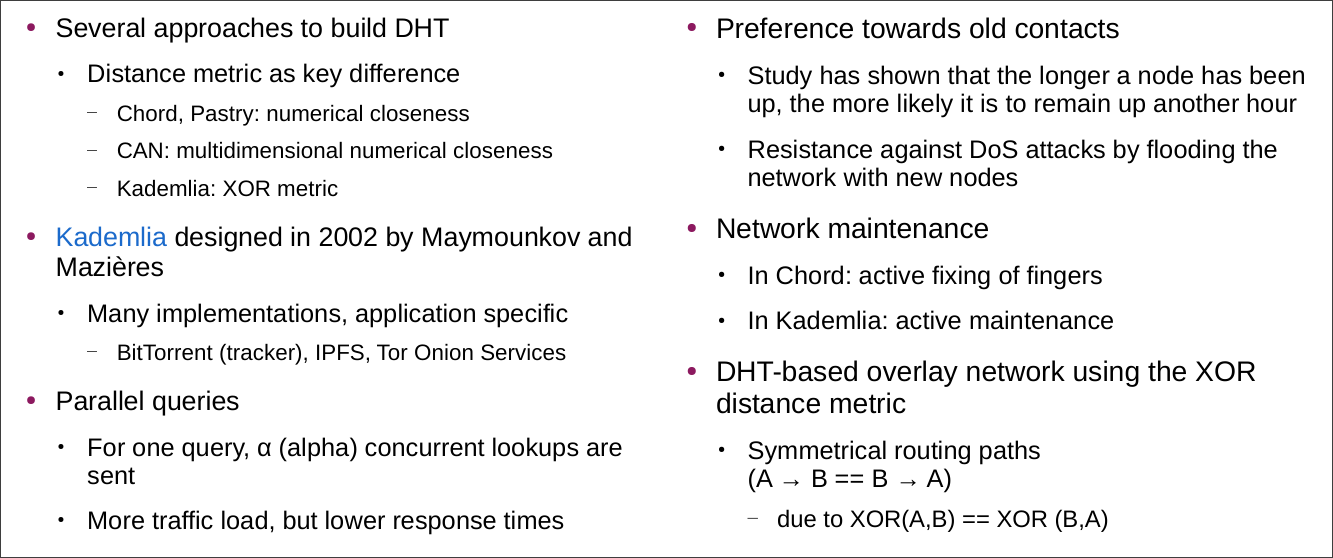 • Several approaches to build DHT
• Distance metric as key difference
– Chord, Pastry: numerical closeness
– CAN: multidimensional numerical closeness
– Kademlia: XOR metric
• Kademlia designed in 2002 by Maymounkov and
Mazières
• Many implementations, application specific
– BitTorrent (tracker), IPFS, Tor Onion Services
• Parallel queries
• For one query, α (alpha) concurrent lookups are
sent
• More traffic load, but lower response times
• Preference towards old contacts
• Study has shown that the longer a node has been
up, the more likely it is to remain up another hour
• Resistance against DoS attacks by flooding the
network with new nodes
• Network maintenance
• In Chord: active fixing of fingers
• In Kademlia: active maintenance
• DHT-based overlay network using the XOR
distance metric
• Symmetrical routing paths
(A → B == B → A)
– due to XOR(A,B) == XOR (B,A)